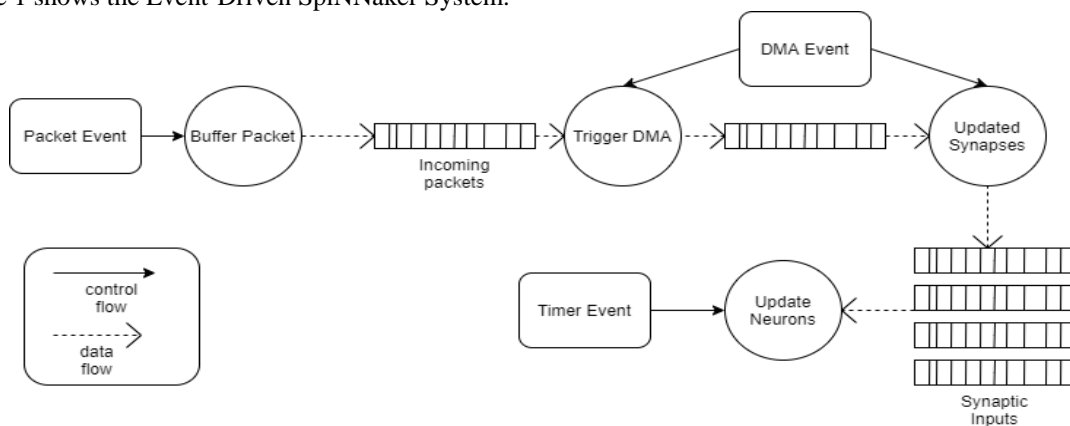 e 1 shows the Event-Driven SpiNNaker System.
DMA Event
Packet Event
Buffer Packet
Incoming
packets
Trigger DMA
Updated
Synapses
control
flow
data
flow
Timer Event
Update
Neurons
Synaptic
Inputs